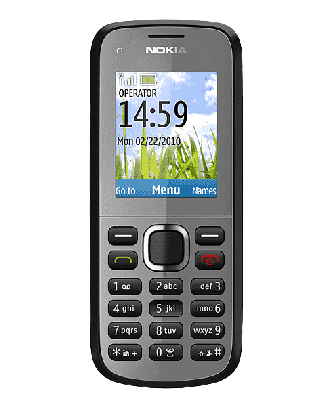 C1 NOKIA
OPERATOR
14:59
Mon 02/22/2010
Go to Menu Names
1 2 abc def 3
4 ghi 5 jkl mno 6
7 pqrs 8 tuv wxyz 9
* + 0 #